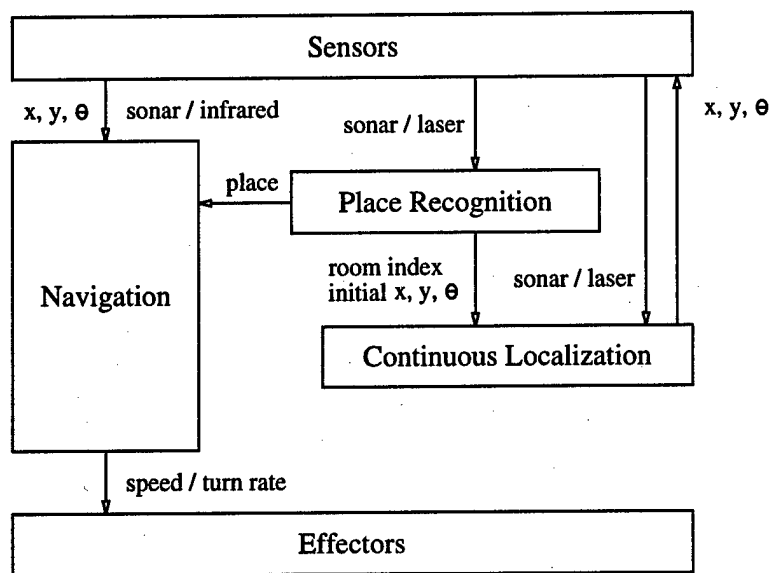 Sensors
x, y, θ
sonar / infrared
sonar / laser
x, y, θ
place
Place Recognition
room index
initial x, y, θ
sonar / laser
Navigation
Continuous Localization
speed / turn rate
Effectors